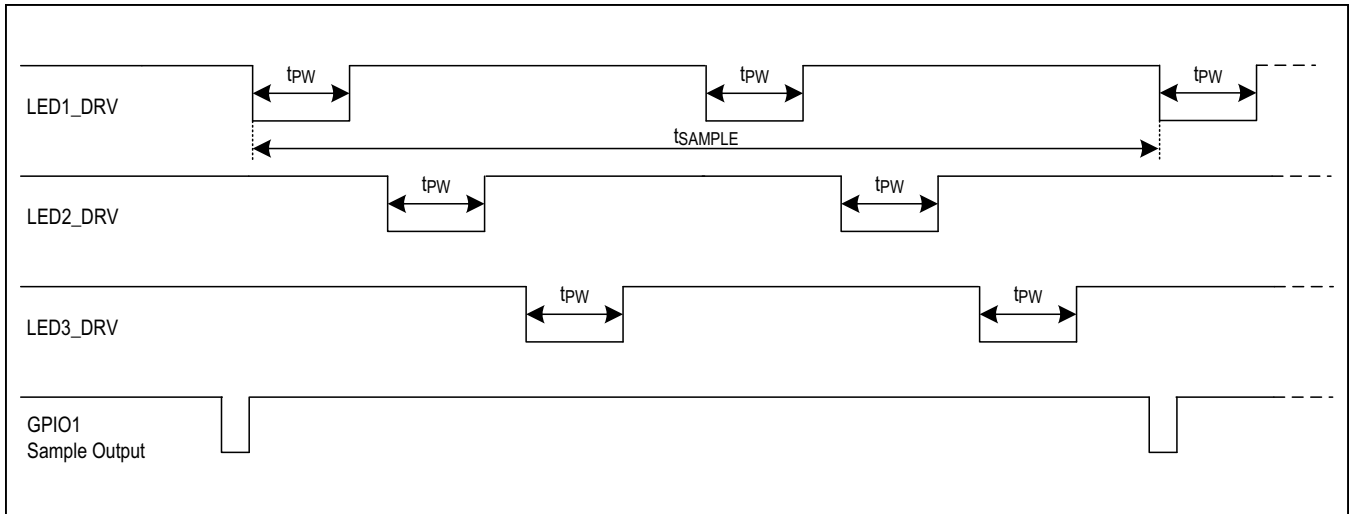 tPW tPW tPW
LED1_DRV
tSAMPLE
tPW tPW
LED2_DRV
tPW tPW
LED3_DRV
GPIO1
Sample Output